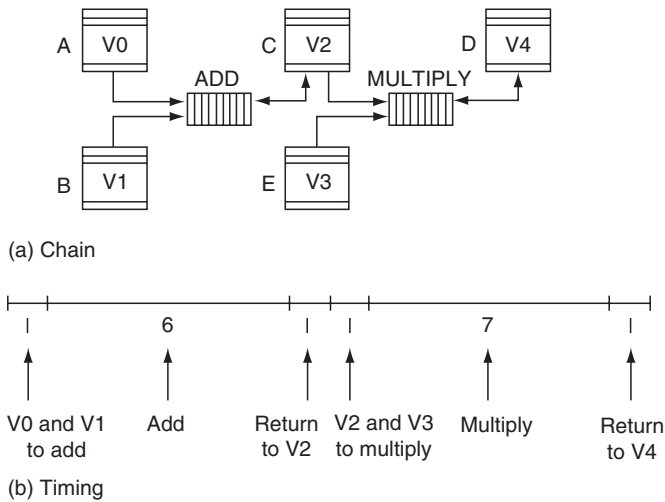 A V0
C V2
D V4
ADD
MULTIPLY
B V1
E V3
(a) Chain
| 6 | | 7 |
V0 and V1 to add
Add
Return to V2
V2 and V3 to multiply
Multiply
Return to V4
(b) Timing